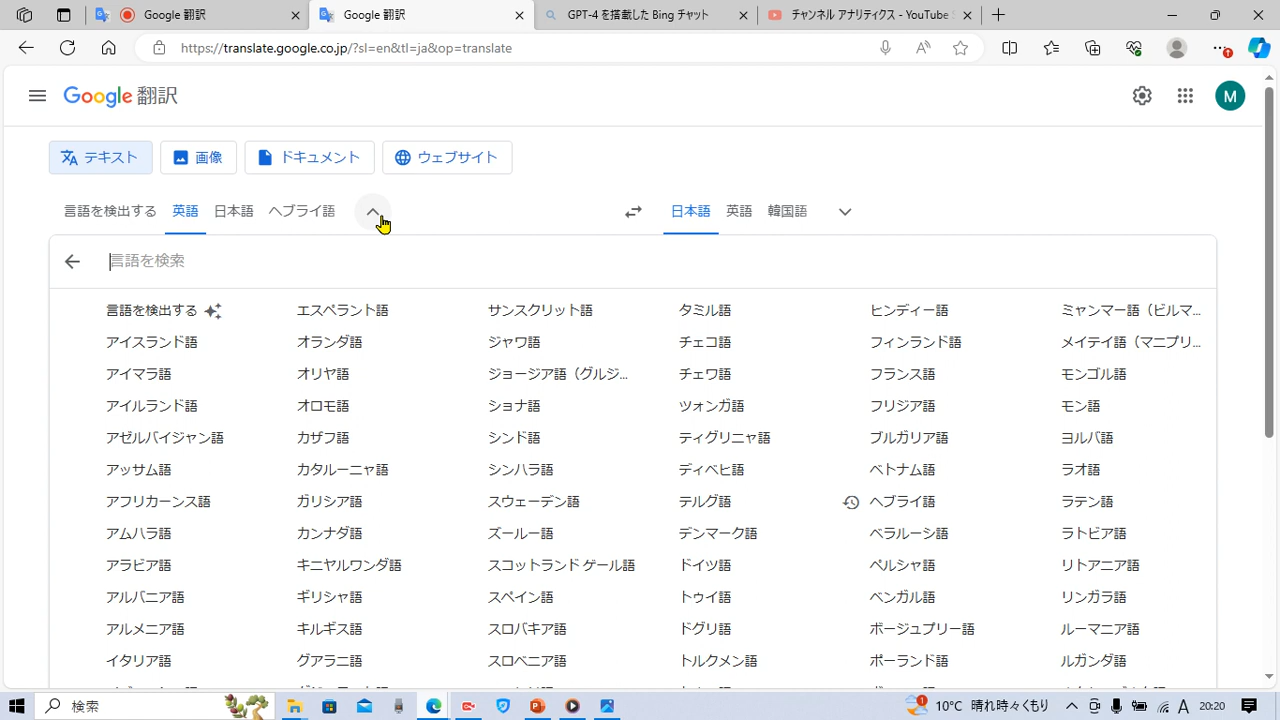 Google 翻訳
Google 翻訳
GPT-4 を搭載した Bing チャット
チャンネル アナリティクス - YouTube
https://translate.google.co.jp/?sl=en&tl=ja&op=translate
Google 翻訳
M
テキスト 画像 ドキュメント ウェブサイト
言語を検出する 英語 日本語 ヘブライ語 日本語 英語 韓国語
言語を検索
言語を検出する エスペラント語 サンスクリット語 タミル語 ヒンディー語 ミャンマー語（ビルマ...
アイスランド語 オランダ語 ジャワ語 チェコ語 フィンランド語 メイテイ語（マニプリ...
アイマラ語 オリヤ語 ジョージア語（グルジ... チェワ語 フランス語 モンゴル語
アイルランド語 オロモ語 ショナ語 ツォンガ語 フリジア語 モン語
アゼルバイジャン語 カザフ語 シンド語 ティグリニャ語 ブルガリア語 ヨルバ語
アッサム語 カタルーニャ語 シンハラ語 ディベヒ語 ベトナム語 ラオ語
アフリカーンス語 ガリシア語 スウェーデン語 テルグ語 ヘブライ語 ラテン語
アムハラ語 カンナダ語 ズールー語 デンマーク語 ベラルーシ語 ラトビア語
アラビア語 キニヤルワンダ語 スコットランド ゲール語 ドイツ語 ペルシャ語 リトアニア語
アルバニア語 ギリシャ語 スペイン語 トゥイ語 ベンガル語 リンガラ語
アルメニア語 キルギス語 スロバキア語 ドグリ語 ボージュプリー語 ルーマニア語
イタリア語 グアラニ語 スロベニア語 トルクメン語 ポーランド語 ルガンダ語
検索 1 10°C 晴れ時々くもり A 20:20